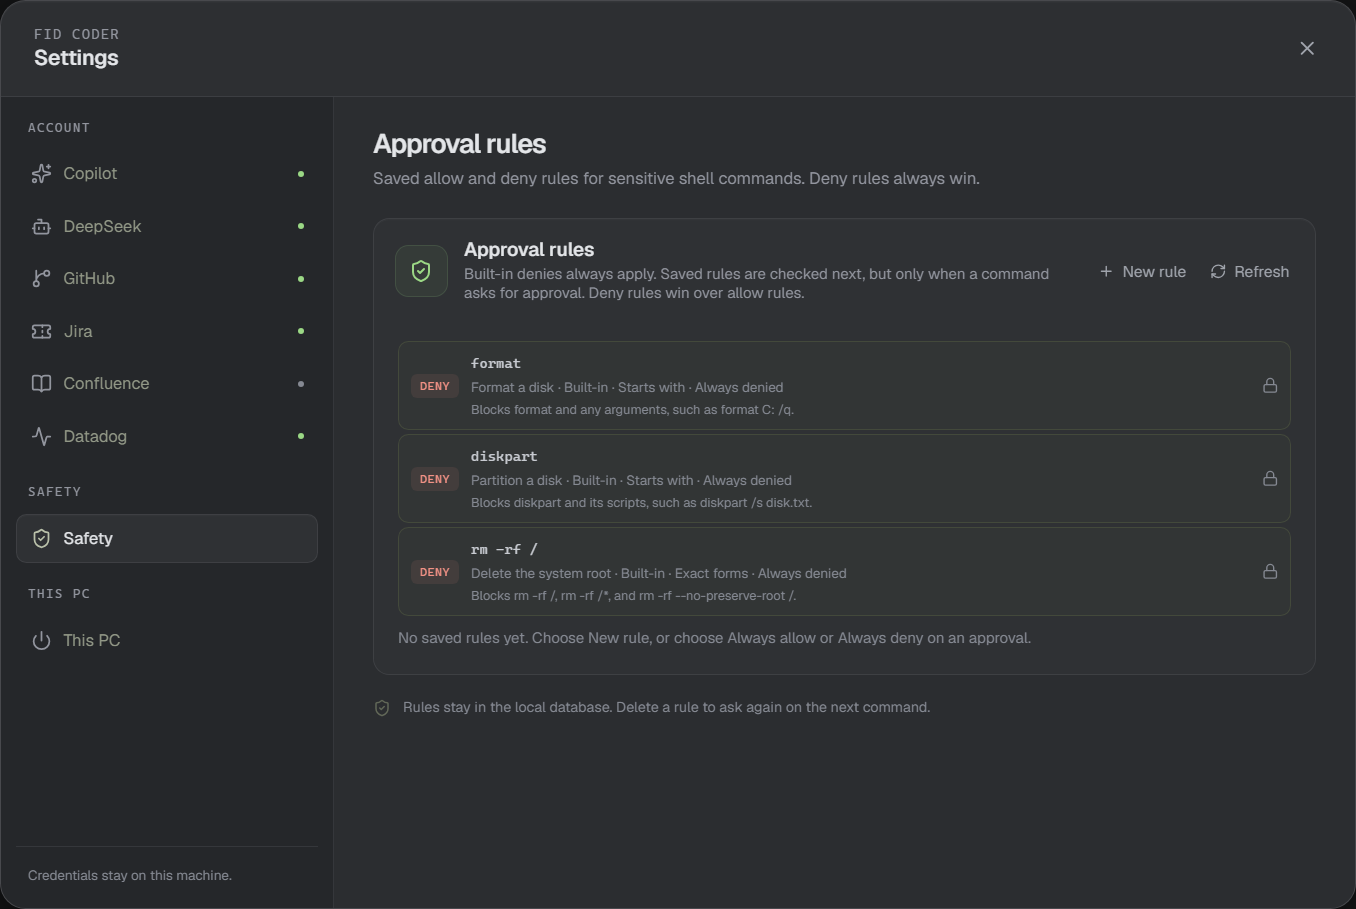 FID CODER
Settings
ACCOUNT
Copilot
DeepSeek
GitHub
Jira
Confluence
Datadog
SAFETY
Safety
THIS PC
This PC
Credentials stay on this machine.
Approval rules
Saved allow and deny rules for sensitive shell commands. Deny rules always win.
Approval rules
Built-in denies always apply. Saved rules are checked next, but only when a command
asks for approval. Deny rules win over allow rules.
New rule
Refresh
format
DENY
Format a disk · Built-in · Starts with · Always denied
Blocks format and any arguments, such as format C: /q.
diskpart
DENY
Partition a disk · Built-in · Starts with · Always denied
Blocks diskpart and its scripts, such as diskpart /s disk.txt.
rm -rf /
DENY
Delete the system root · Built-in · Exact forms · Always denied
Blocks rm -rf /, rm -rf /*, and rm -rf --no-preserve-root /.
No saved rules yet. Choose New rule, or choose Always allow or Always deny on an approval.
Rules stay in the local database. Delete a rule to ask again on the next command.